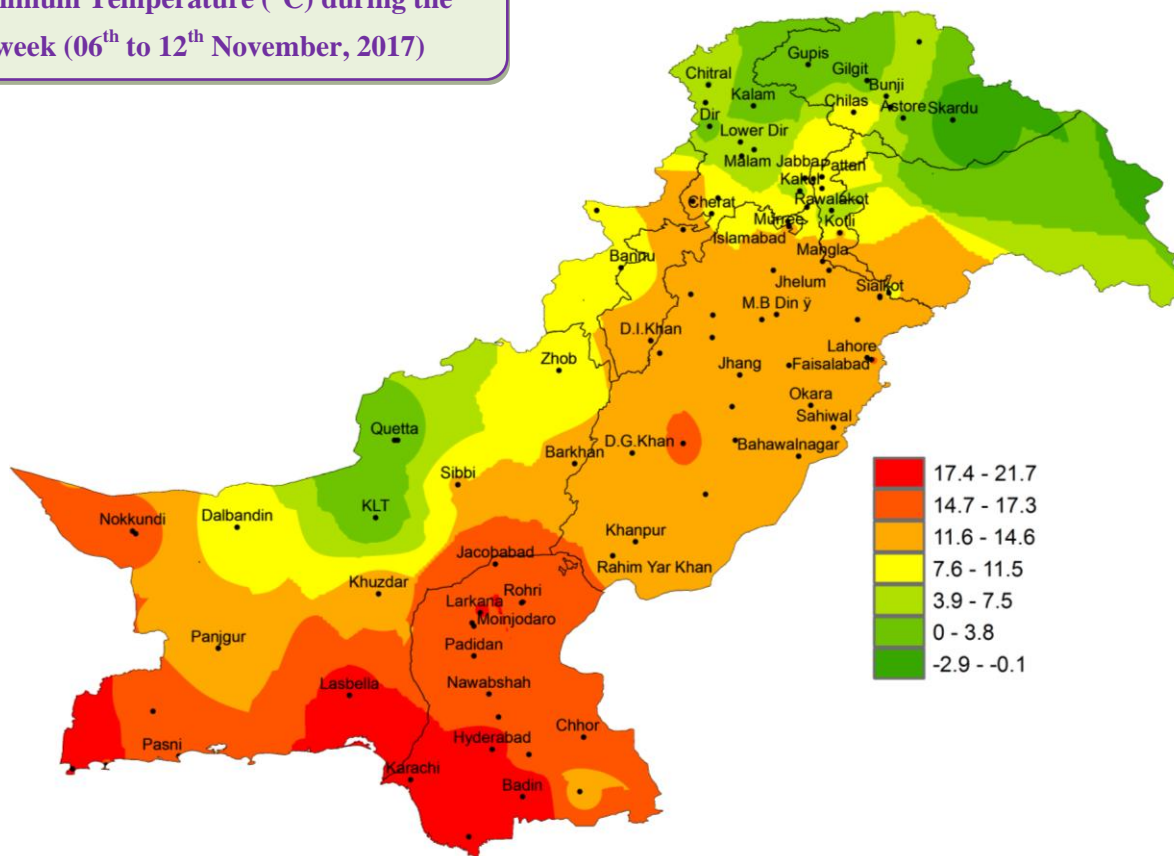 Temperature (°C) during the
week (06th to 12th November, 2017)
Gupis
Gilgit
Chitral
Bunji
Kalam
Chilas
Astore Skardu
Dir
Lower Dir
Malam
Jabbap Pattan
Kakul
Cherat
Rawalakot
Murree
Kotli
Islamabad
Mangla
Bannu
Jhelum
Sialkot
M.B Din ÿ
D.I.Khan
Lahore
Zhob
Jhang
Faisalabad
Okara
Sahiwal
Quetta
D.G.Khan
Bahawalnagar
Barkhan
Sibbi
17.4 - 21.7
KLT
14.7 - 17.3
Nokkundi
Dalbandin
11.6 - 14.6
Khanpur
Jacobabad
Rahim Yar Khan
7.6 - 11.5
Khuzdar
Rohri
3.9 - 7.5
Larkana
Moinjodaro
0 - 3.8
Panjgur
Padidan
-2.9 - -0.1
Lasbella
Nawabshah
Chhor
Pasni
Hyderabad
Karachi
Badin